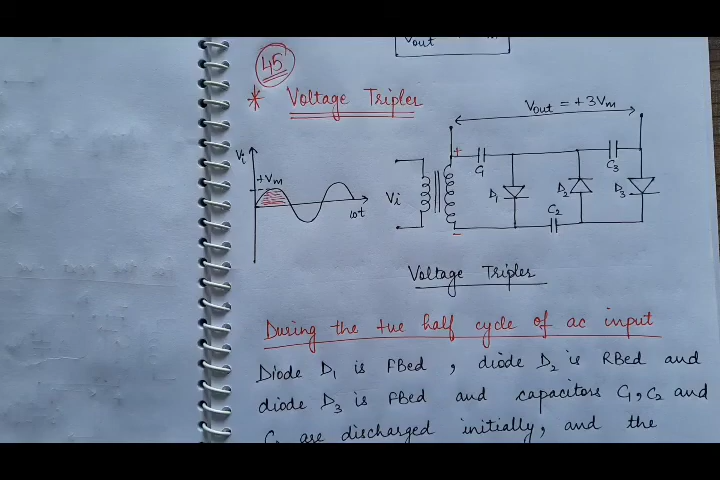 Vout
45
* Voltage Tripler
Vout = +3Vm
Vi
+Vm
ωt
Vi
+
-
C1
D1
D2
C2
C3
D3
Voltage Tripler
During the +ve half cycle of ac input
Diode D1 is FBed , diode D2 is RBed and
diode D3 is FBed and capacitors C1, C2 and
are discharged initially, and the